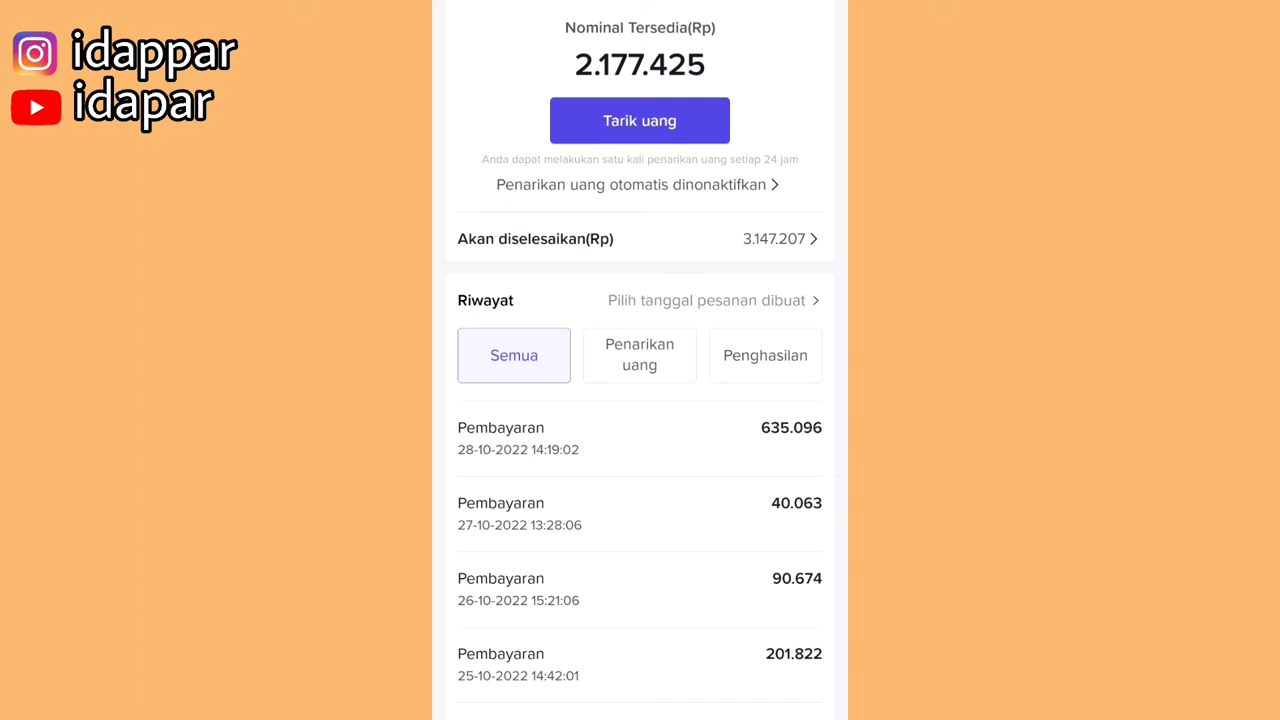 idappar
idapar
Nominal Tersedia(Rp)
2.177.425
Tarik uang
Anda dapat melakukan satu kali penarikan uang setiap 24 jam
Penarikan uang otomatis dinonaktifkan
Akan diselesaikan(Rp) 3.147.207
Riwayat Pilih tanggal pesanan dibuat
Semua
Penarikan
uang
Penghasilan
Pembayaran 635.096
28-10-2022 14:19:02
Pembayaran 40.063
27-10-2022 13:28:06
Pembayaran 90.674
26-10-2022 15:21:06
Pembayaran 201.822
25-10-2022 14:42:01